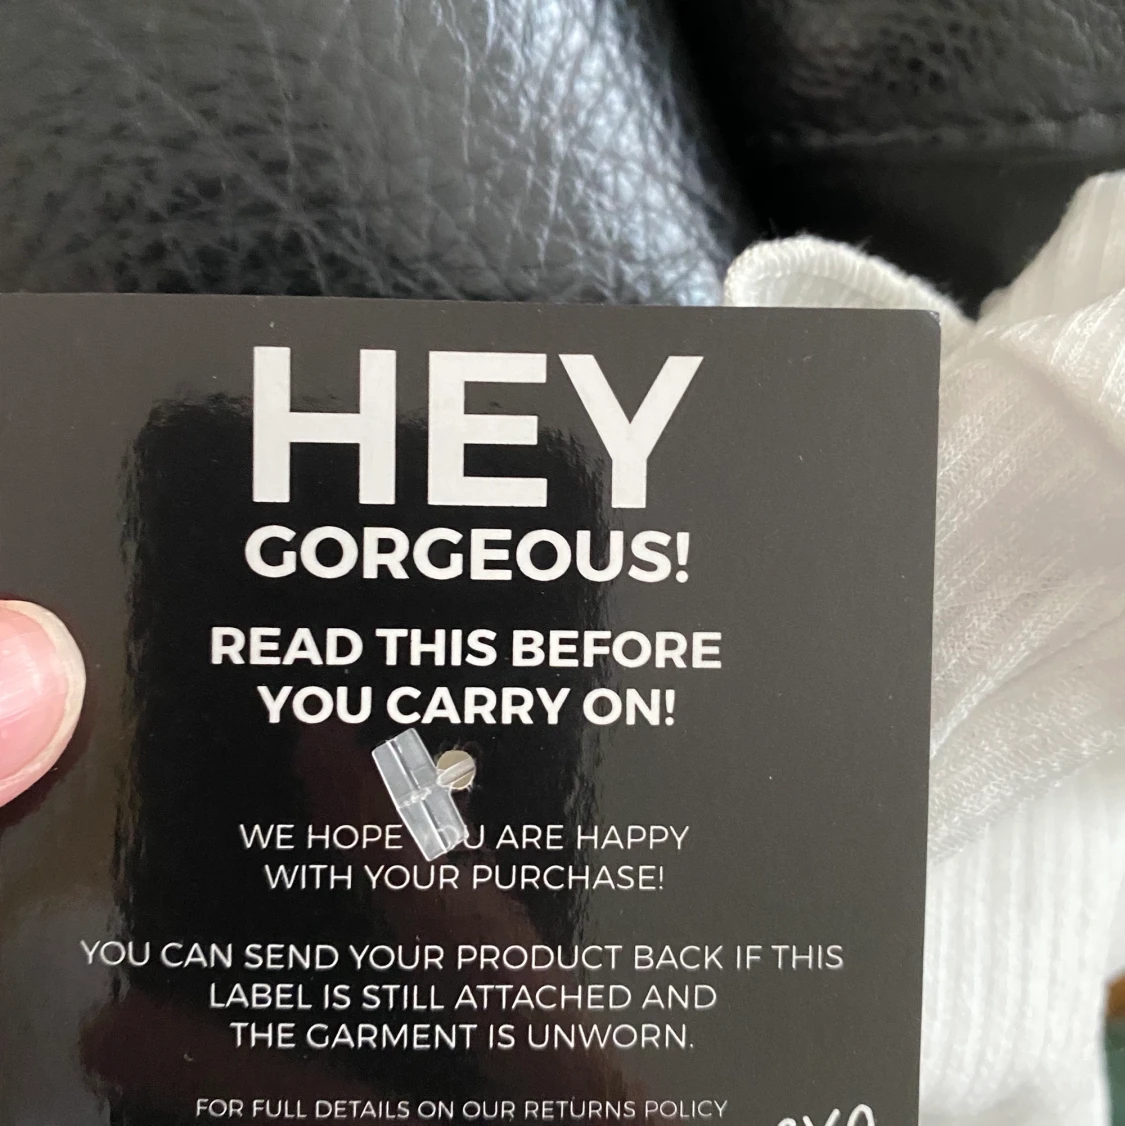 HEY
GORGEOUS!
READ THIS BEFORE
YOU CARRY ON!
WE HOPE YOU ARE HAPPY
WITH YOUR PURCHASE!
YOU CAN SEND YOUR PRODUCT BACK IF THIS
LABEL IS STILL ATTACHED AND
THE GARMENT IS UNWORN.
FOR FULL DETAILS ON OUR RETURNS POLICY